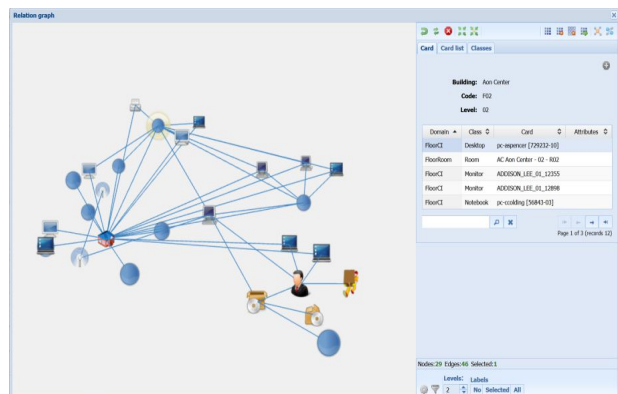 Relation graph
Card Card list Classes
Building: Aon Center
Code: F02
Level: 02
Domain Class Card Attributes
FloorCI Desktop pc-espencer [729232-10]
FloorRoom Room AC Aon Center - 02 - R02
FloorCI Monitor ADDISON_LEE_01_12355
FloorCI Monitor ADDISON_LEE_01_12898
FloorCI Notebook pc-ccolding [56843-03]
Page 1 of 3 (records 12)
Nodes:29 Edges:46 Selected:1
Levels: Labels
2 No Selected All